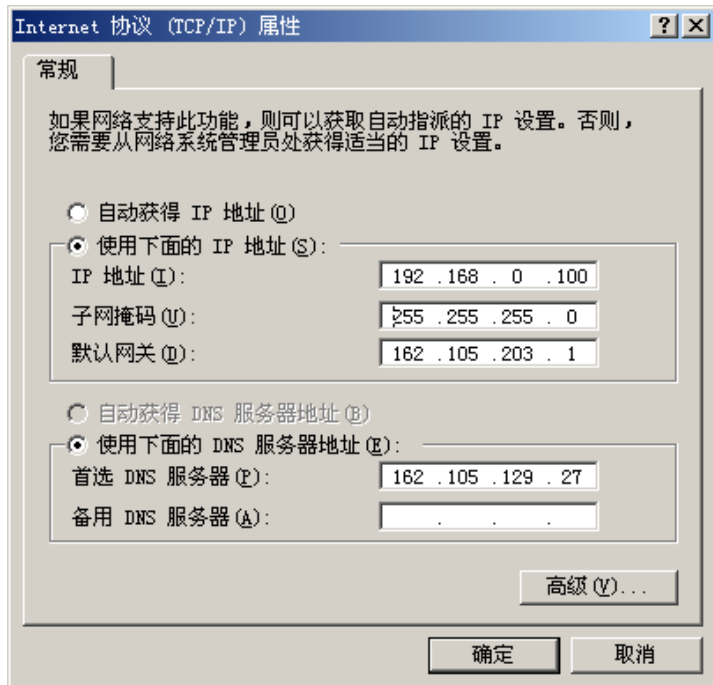 Internet 协议 (TCP/IP) 属性
常规
如果网络支持此功能,则可以获取自动指派的 IP 设置。否则,
您需要从网络系统管理员处获得适当的 IP 设置。
自动获得 IP 地址(O)
使用下面的 IP 地址(S):
IP 地址(I): 192 .168 . 0 .100
子网掩码(U): 255 .255 .255 . 0
默认网关(D): 162 .105 .203 . 1
自动获得 DNS 服务器地址(B)
使用下面的 DNS 服务器地址(E):
首选 DNS 服务器(P): 162 .105 .129 . 27
备用 DNS 服务器(A): . . .
高级(V)...
确定 取消